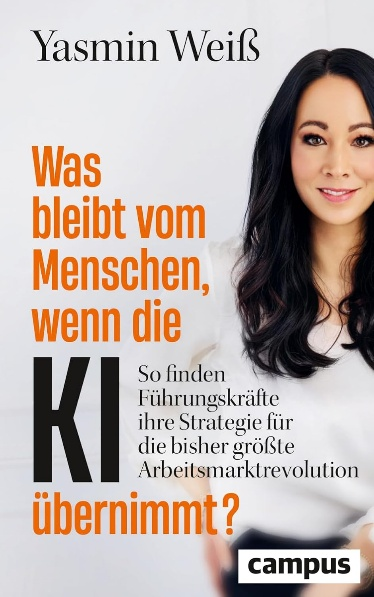 Yasmin Weiß
Was
bleibt vom
Menschen,
wenn die
KI
So finden
Führungskräfte
ihre Strategie für
die bisher größte
Arbeitsmarktrevolution
übernimmt?
campus